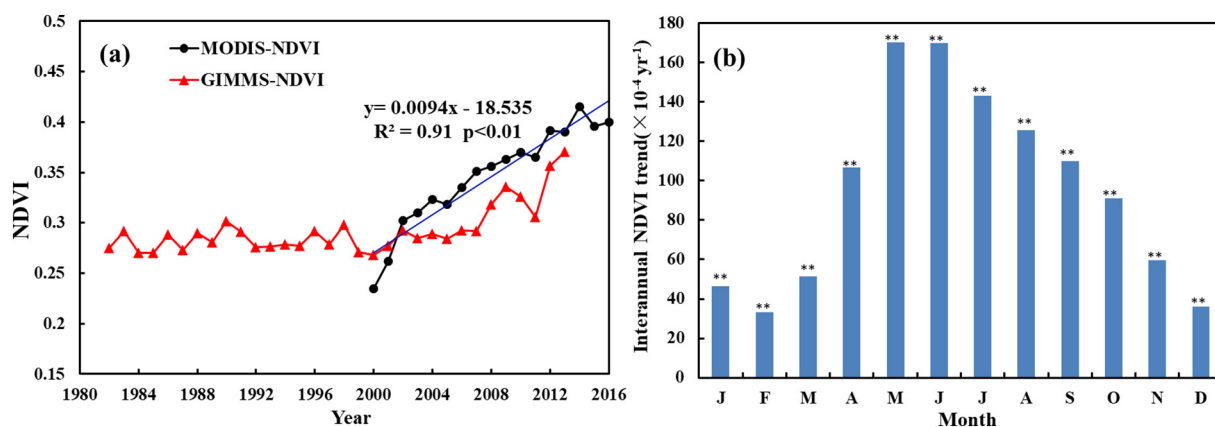 (a)
MODIS-NDVI
GIMMS-NDVI
y= 0.0094x - 18.535
R² = 0.91 p<0.01
NDVI
0.5
0.45
0.4
0.35
0.3
0.25
0.2
0.15
1980 1984 1988 1992 1996 2000 2004 2008 2012 2016
Year
(b)
Interannual NDVI trend(×10⁻⁴ yr⁻¹)
180
160
140
120
100
80
60
40
20
0
** ** ** ** ** ** ** ** ** ** ** **
J F M A M J J A S O N D
Month